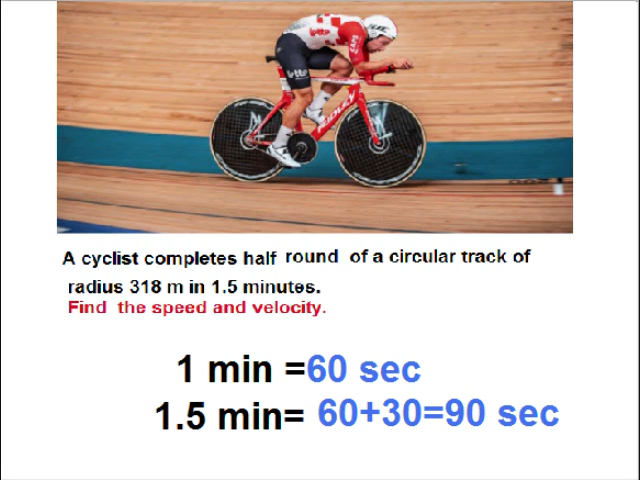 RIDLEY
A cyclist completes half round of a circular track of
radius 318 m in 1.5 minutes.
Find the speed and velocity.
1 min =60 sec
1.5 min= 60+30=90 sec